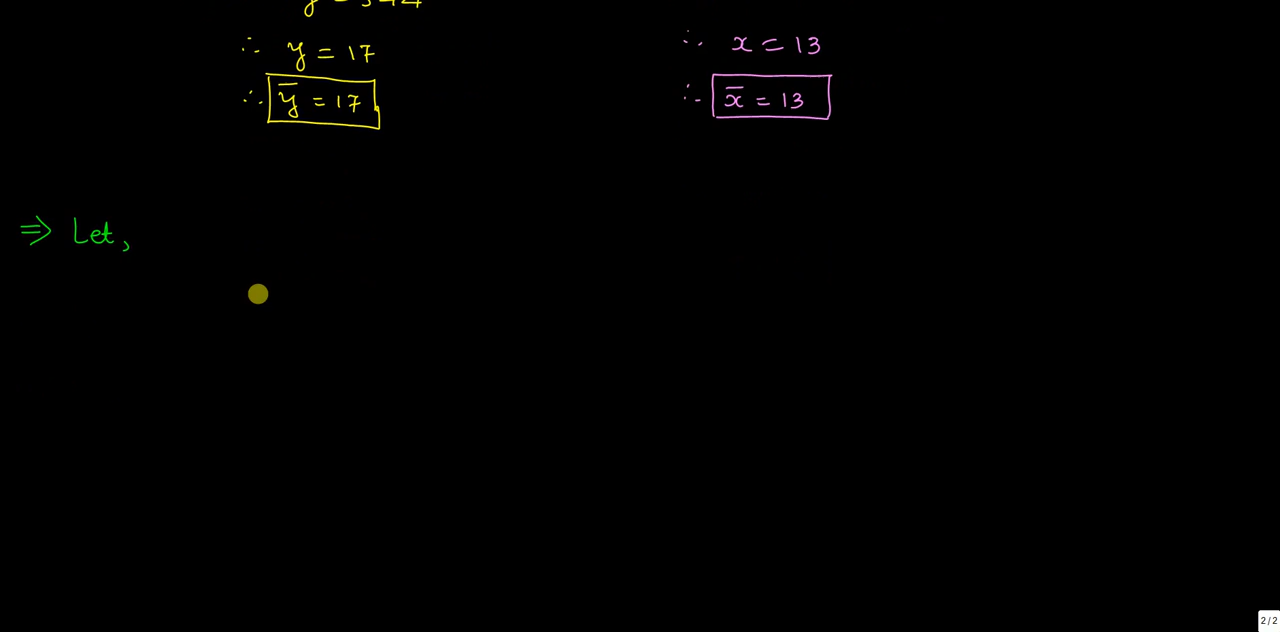 ∴ y = 17
∴ x = 13
∴ y̅ = 17
∴ x̅ = 13
⇒ Let,
2/2